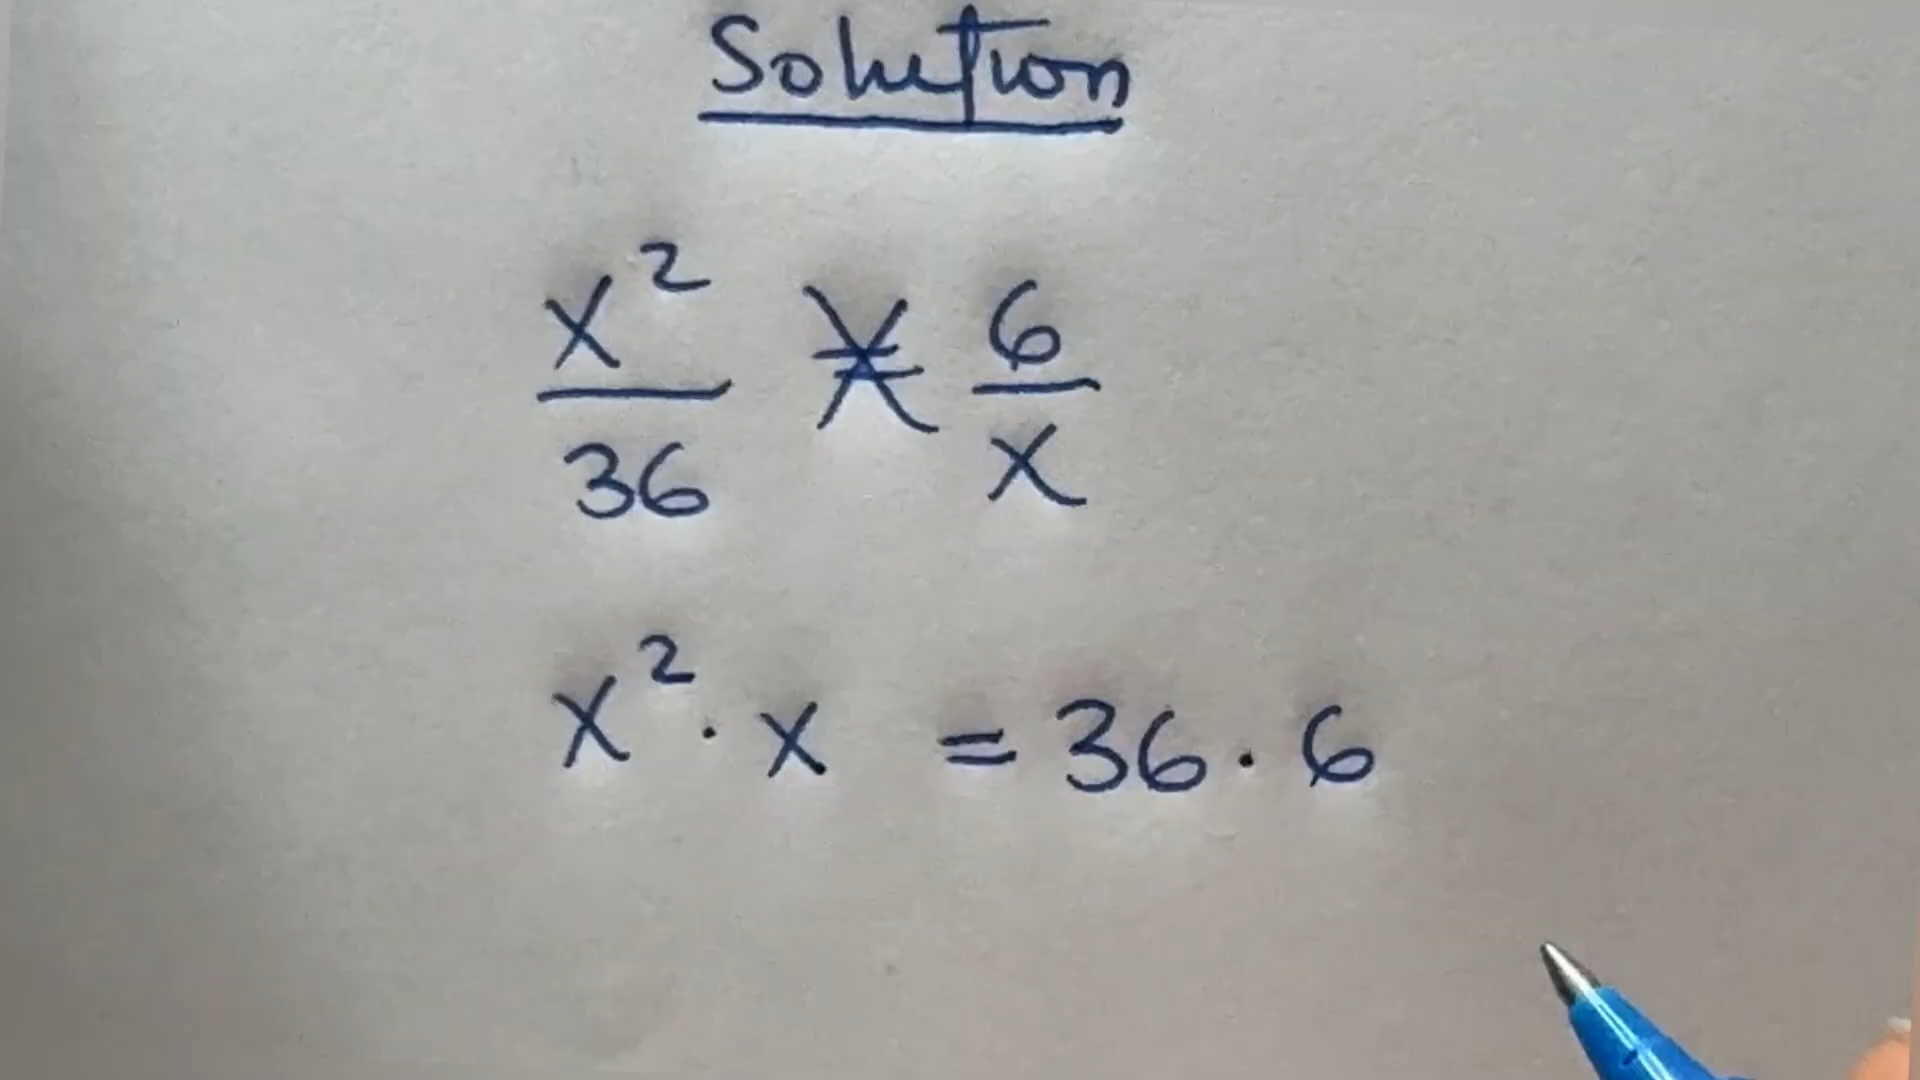 Solution
x²/36 = 6/x
x² · x = 36 · 6